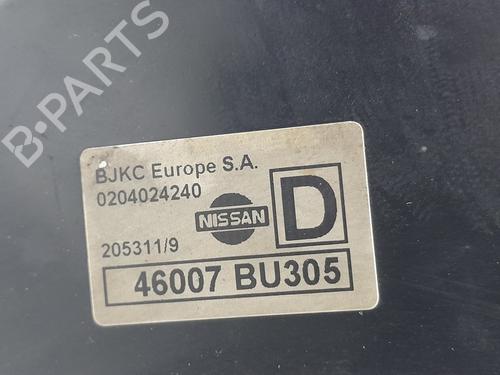 B-PARTS
BJKC Europe S.A.
0204024240
NISSAN
D
205311/9
46007 BU305